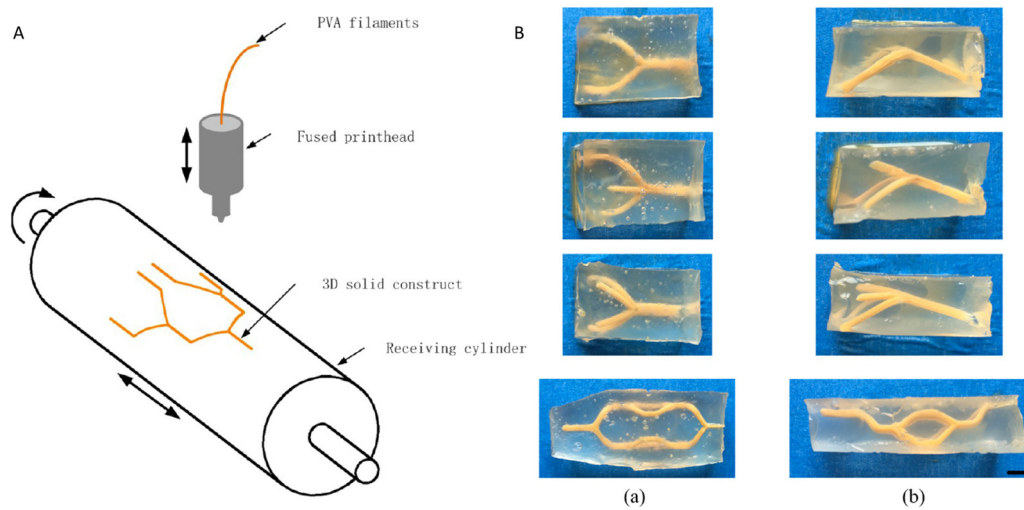 A
PVA filaments
B
Fused printhead
3D solid construct
Receiving cylinder
(a)
(b)